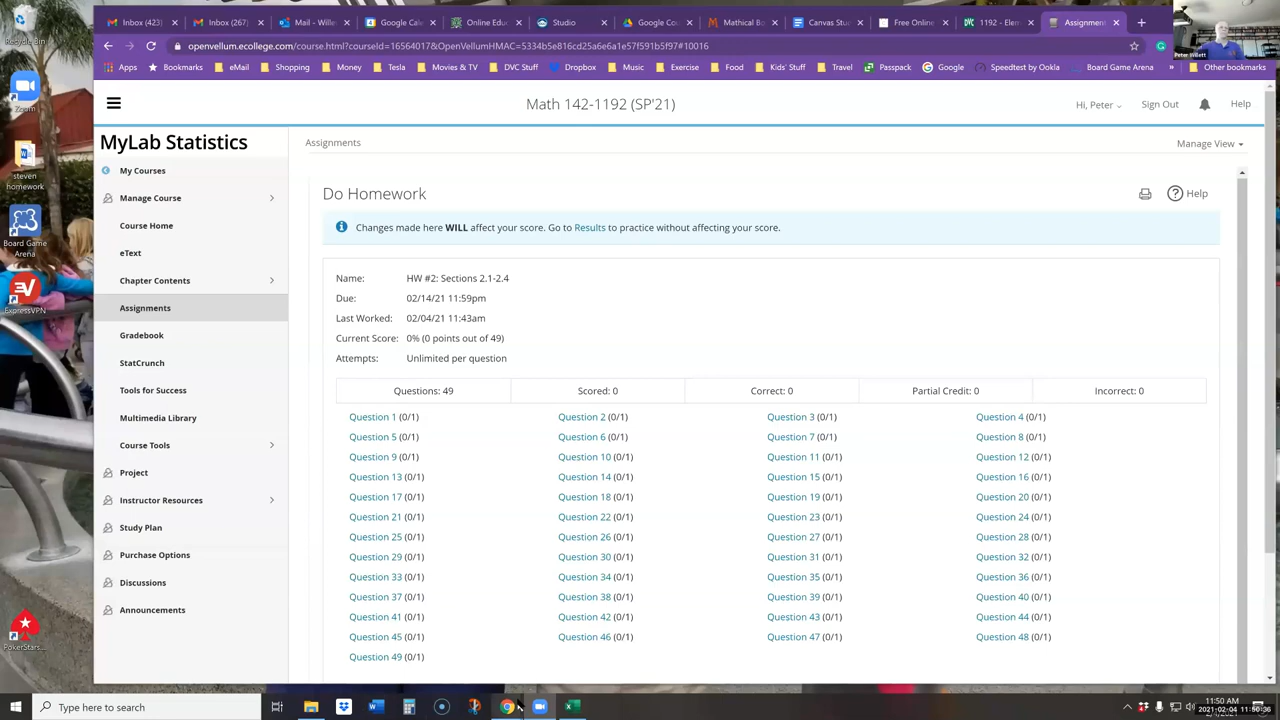 Inbox (423)
Inbox (267)
Mail - Wille
Google Cale
Online Educ
Studio
Google Co
Mathical Bo
Canvas Stu
Free Online
1192 - Elem
Assignment
openvellum.ecollege.com/course.html?courseId=16564017&OpenVellumHMAC=5334b5e816cd25a6e6a1e57f591b5f97#10016
Peter Willett
Apps
Bookmarks
eMail
Shopping
Money
Tesla
Movies & TV
DVC Stuff
Xbox
Music
Exercise
Food
Kids' Stuff
Travel
Passpack
Google
Speedtest by Ookla
Board Game Arena
»
Other bookmarks
Recycle Bin
Zoom
steven
homework
Board Game
Arena
ExpressVPN
PokerStars...
Math 142-1192 (SP'21)
Hi, Peter
Sign Out
Help
MyLab Statistics
My Courses
Manage Course
Course Home
eText
Chapter Contents
Assignments
Gradebook
StatCrunch
Tools for Success
Multimedia Library
Course Tools
Project
Instructor Resources
Study Plan
Purchase Options
Discussions
Announcements
Assignments
Manage View
Do Homework
Help
Changes made here WILL affect your score. Go to Results to practice without affecting your score.
Name: HW #2: Sections 2.1-2.4
Due: 02/14/21 11:59pm
Last Worked: 02/04/21 11:43am
Current Score: 0% (0 points out of 49)
Attempts: Unlimited per question
Questions: 49 Scored: 0 Correct: 0 Partial Credit: 0 Incorrect: 0
Question 1 (0/1) Question 2 (0/1) Question 3 (0/1) Question 4 (0/1)
Question 5 (0/1) Question 6 (0/1) Question 7 (0/1) Question 8 (0/1)
Question 9 (0/1) Question 10 (0/1) Question 11 (0/1) Question 12 (0/1)
Question 13 (0/1) Question 14 (0/1) Question 15 (0/1) Question 16 (0/1)
Question 17 (0/1) Question 18 (0/1) Question 19 (0/1) Question 20 (0/1)
Question 21 (0/1) Question 22 (0/1) Question 23 (0/1) Question 24 (0/1)
Question 25 (0/1) Question 26 (0/1) Question 27 (0/1) Question 28 (0/1)
Question 29 (0/1) Question 30 (0/1) Question 31 (0/1) Question 32 (0/1)
Question 33 (0/1) Question 34 (0/1) Question 35 (0/1) Question 36 (0/1)
Question 37 (0/1) Question 38 (0/1) Question 39 (0/1) Question 40 (0/1)
Question 41 (0/1) Question 42 (0/1) Question 43 (0/1) Question 44 (0/1)
Question 45 (0/1) Question 46 (0/1) Question 47 (0/1) Question 48 (0/1)
Question 49 (0/1)
Type here to search
11:50 AM
2021-02-04 11:50:36